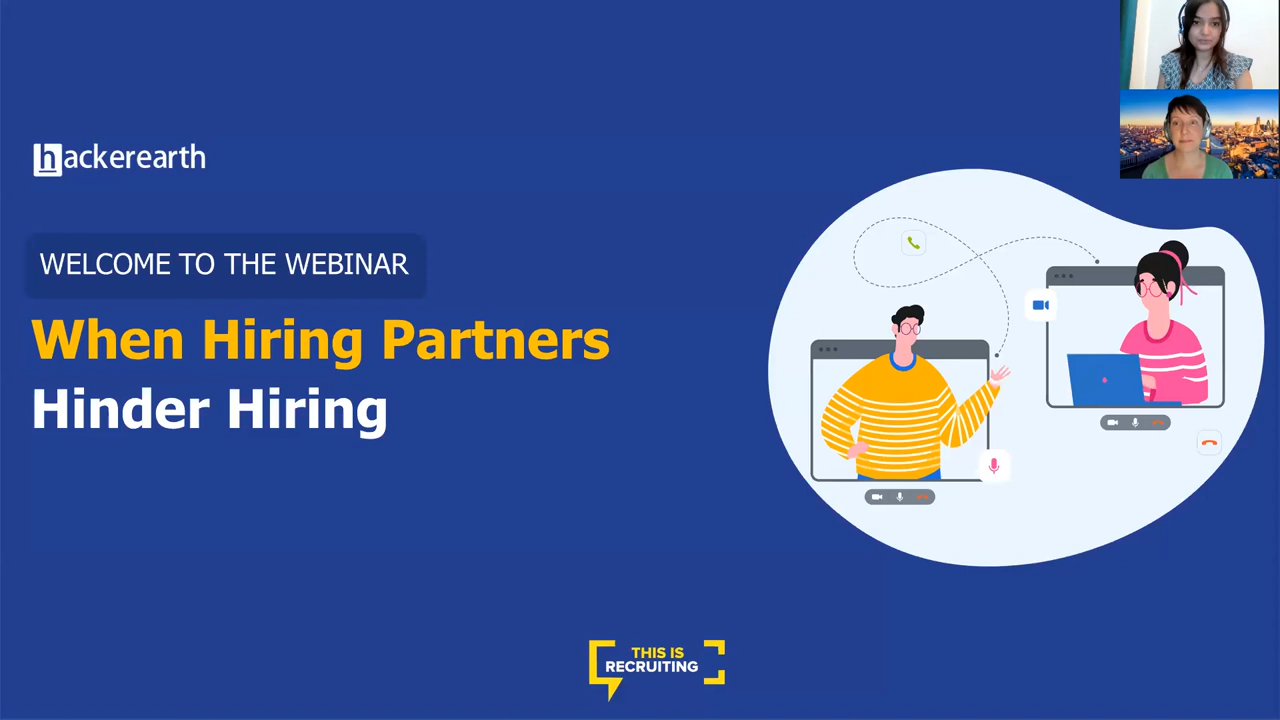 hackerearth
WELCOME TO THE WEBINAR
When Hiring Partners
Hinder Hiring
THIS IS
RECRUITING